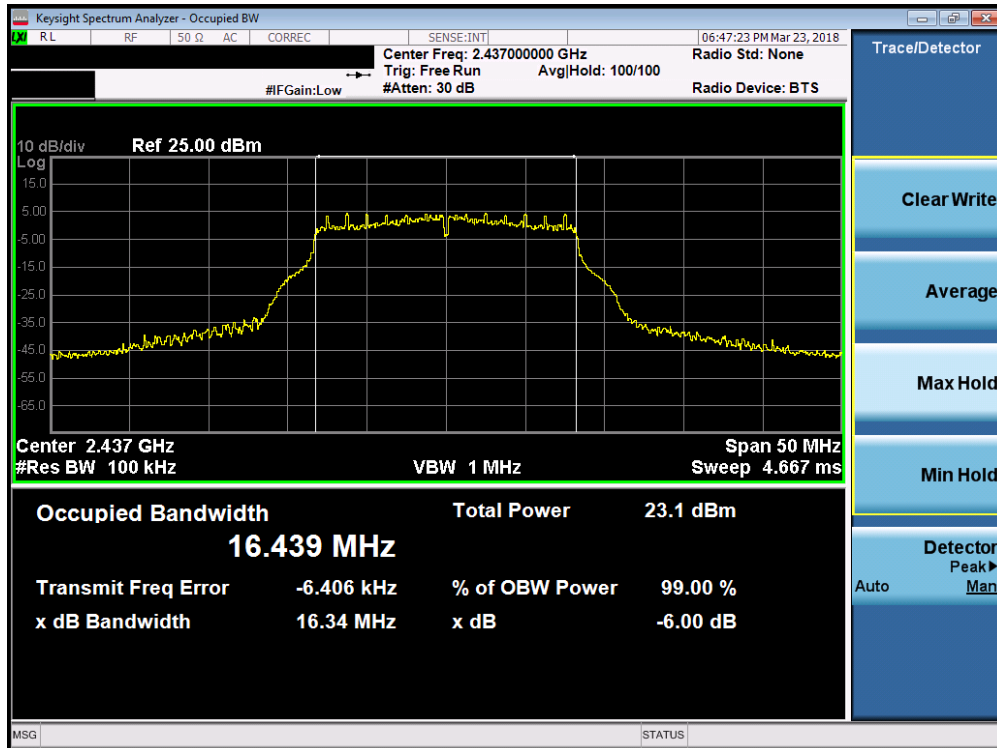 Keysight Spectrum Analyzer - Occupied BW
LXI RL RF 50 Ω AC CORREC SENSE:INT 06:47:23 PM Mar 23, 2018
Center Freq: 2.437000000 GHz Radio Std: None
Trig: Free Run Avg|Hold: 100/100
#IFGain:Low #Atten: 30 dB Radio Device: BTS
Trace/Detector
10 dB/div Ref 25.00 dBm
Log
15.0
5.00
-5.00
-15.0
-25.0
-35.0
-45.0
-55.0
-65.0
Center 2.437 GHz Span 50 MHz
#Res BW 100 kHz VBW 1 MHz Sweep 4.667 ms
Occupied Bandwidth Total Power 23.1 dBm
16.439 MHz
Transmit Freq Error -6.406 kHz % of OBW Power 99.00 %
x dB Bandwidth 16.34 MHz x dB -6.00 dB
Clear Write
Average
Max Hold
Min Hold
Detector
Peak▶
Auto Man
MSG STATUS